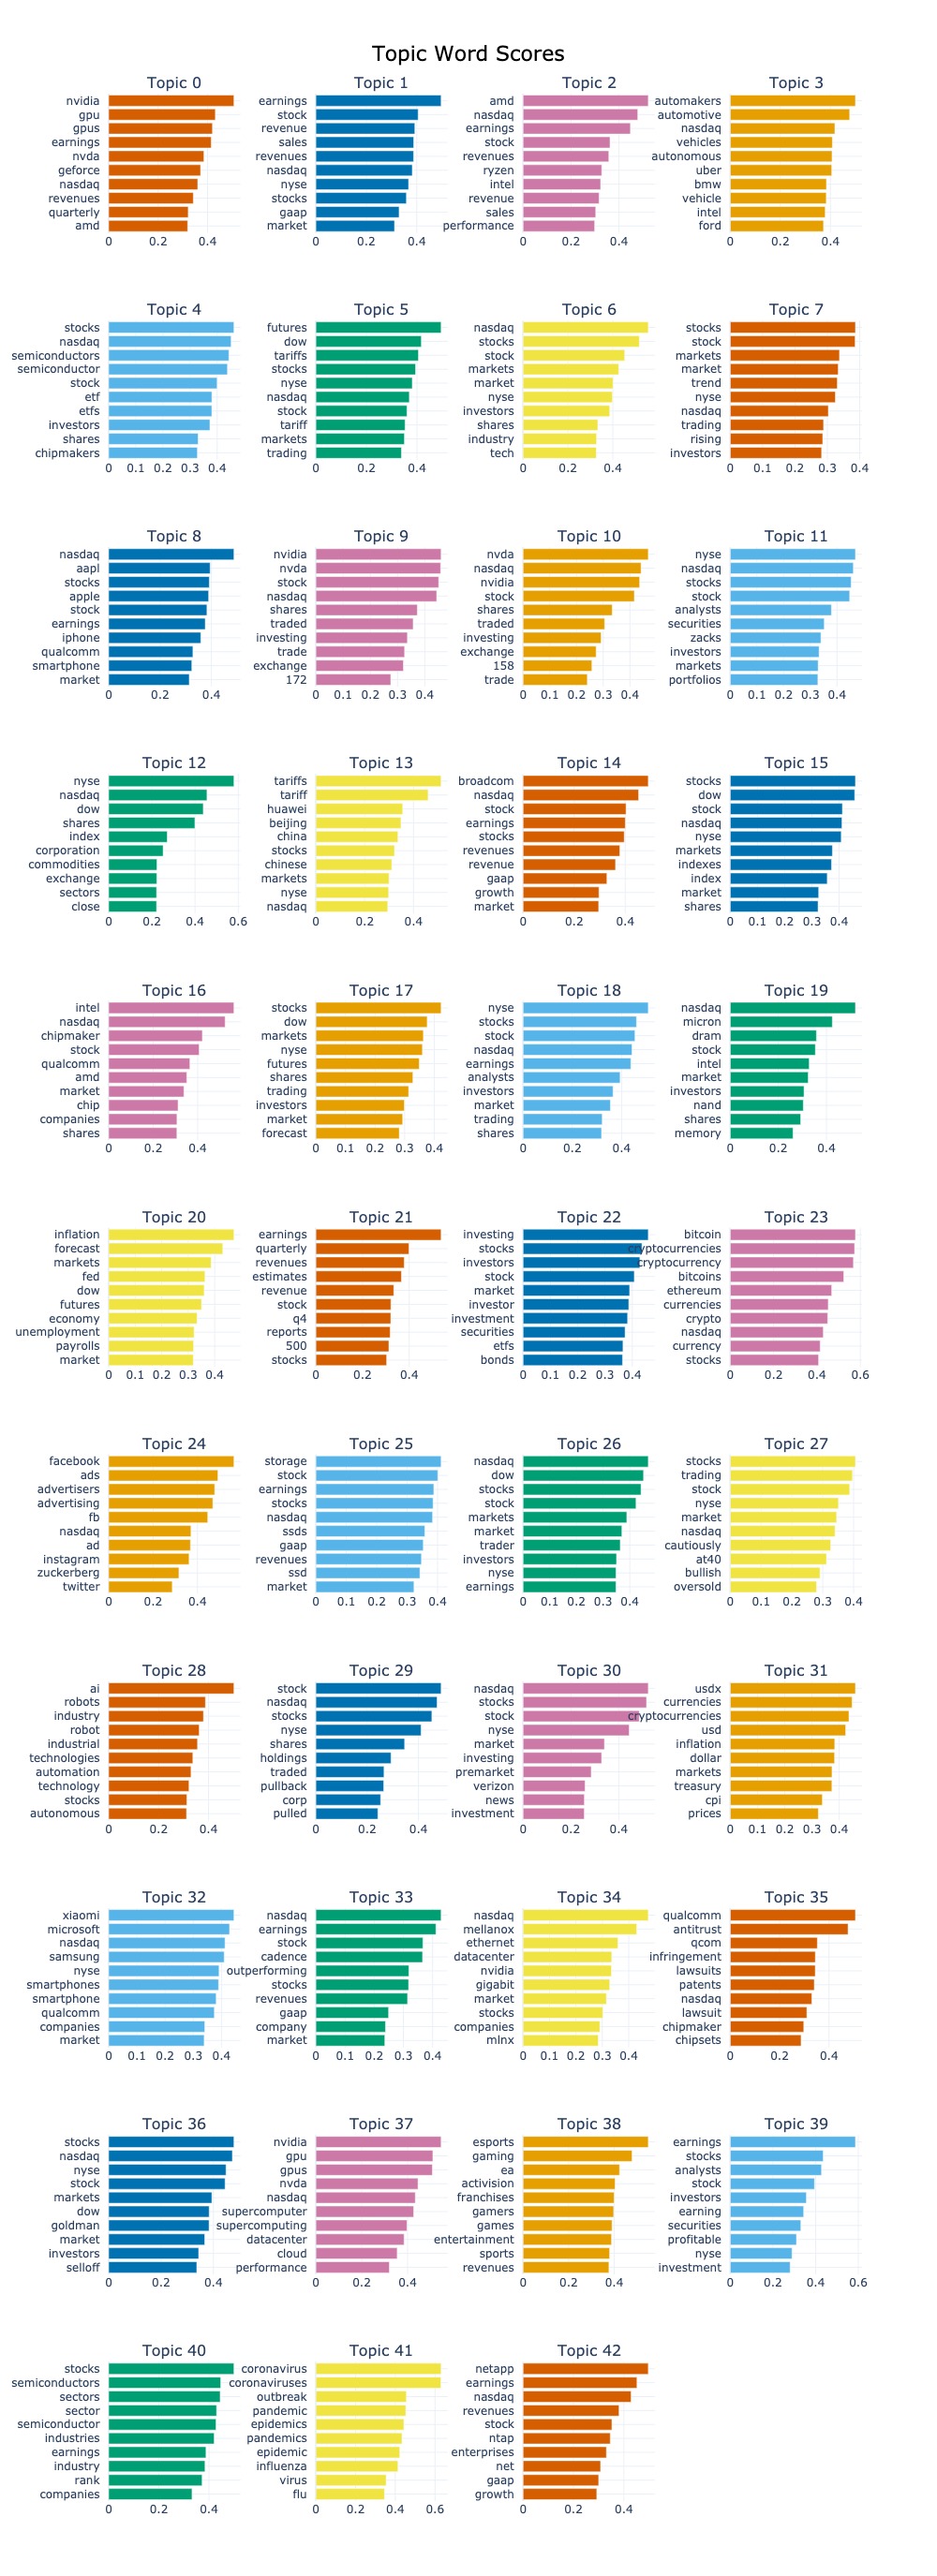 Topic Word Scores
Topic 0
nvidia
gpu
gpus
earnings
nvda
geforce
nasdaq
revenues
quarterly
amd
0 0.2 0.4
Topic 1
earnings
stock
revenue
sales
revenues
nasdaq
nyse
stocks
gaap
market
0 0.2 0.4
Topic 2
amd
nasdaq
earnings
stock
revenues
ryzen
intel
revenue
sales
performance
0 0.2 0.4
Topic 3
automakers
automotive
nasdaq
vehicles
autonomous
uber
bmw
vehicle
intel
ford
0 0.2 0.4
Topic 4
stocks
nasdaq
semiconductors
semiconductor
stock
etf
etfs
investors
shares
chipmakers
0 0.1 0.2 0.3 0.4
Topic 5
futures
dow
tariffs
stocks
nyse
nasdaq
stock
tariff
markets
trading
0 0.2 0.4
Topic 6
nasdaq
stocks
stock
markets
market
nyse
investors
shares
industry
tech
0 0.2 0.4
Topic 7
stocks
stock
markets
market
trend
nyse
nasdaq
trading
rising
investors
0 0.1 0.2 0.3 0.4
Topic 8
nasdaq
aapl
stocks
apple
stock
earnings
iphone
qualcomm
smartphone
market
0 0.2 0.4
Topic 9
nvidia
nvda
stock
nasdaq
shares
traded
investing
trade
exchange
172
0 0.1 0.2 0.3 0.4
Topic 10
nvda
nasdaq
nvidia
stock
shares
traded
investing
exchange
158
trade
0 0.1 0.2 0.3 0.4
Topic 11
nyse
nasdaq
stocks
stock
analysts
securities
zacks
investors
markets
portfolios
0 0.1 0.2 0.3 0.4
Topic 12
nyse
nasdaq
dow
shares
index
corporation
commodities
exchange
sectors
close
0 0.2 0.4 0.6
Topic 13
tariffs
tariff
huawei
beijing
china
stocks
chinese
markets
nyse
nasdaq
0 0.2 0.4
Topic 14
broadcom
nasdaq
stock
earnings
stocks
revenues
revenue
gaap
growth
market
0 0.2 0.4
Topic 15
stocks
dow
stock
nasdaq
nyse
markets
indexes
index
market
shares
0 0.1 0.2 0.3 0.4
Topic 16
intel
nasdaq
chipmaker
stock
qualcomm
amd
market
chip
companies
shares
0 0.2 0.4
Topic 17
stocks
dow
markets
nyse
futures
shares
trading
investors
market
forecast
0 0.1 0.2 0.3 0.4
Topic 18
nyse
stocks
stock
nasdaq
earnings
analysts
investors
market
trading
shares
0 0.2 0.4
Topic 19
nasdaq
micron
dram
stock
intel
market
investors
nand
shares
memory
0 0.2 0.4
Topic 20
inflation
forecast
markets
fed
dow
futures
economy
unemployment
payrolls
market
0 0.1 0.2 0.3 0.4
Topic 21
earnings
quarterly
revenues
estimates
revenue
stock
q4
reports
500
stocks
0 0.2 0.4
Topic 22
investing
stocks
investors
stock
market
investor
investment
securities
etfs
bonds
0 0.1 0.2 0.3 0.4
Topic 23
bitcoin
cryptocurrencies
cryptocurrency
bitcoins
ethereum
currencies
crypto
nasdaq
currency
stocks
0 0.2 0.4 0.6
Topic 24
facebook
ads
advertisers
advertising
fb
nasdaq
ad
instagram
zuckerberg
twitter
0 0.2 0.4
Topic 25
storage
stock
earnings
stocks
nasdaq
ssds
gaap
revenues
ssd
market
0 0.1 0.2 0.3 0.4
Topic 26
nasdaq
dow
stocks
stock
markets
market
trader
investors
nyse
earnings
0 0.1 0.2 0.3 0.4
Topic 27
stocks
trading
stock
nyse
market
nasdaq
cautiously
at40
bullish
oversold
0 0.1 0.2 0.3 0.4
Topic 28
ai
robots
industry
robot
industrial
technologies
automation
technology
stocks
autonomous
0 0.2 0.4
Topic 29
stock
nasdaq
stocks
nyse
shares
holdings
traded
pullback
corp
pulled
0 0.2 0.4
Topic 30
nasdaq
stocks
stock
nyse
market
investing
premarket
verizon
news
investment
0 0.2 0.4
Topic 31
usdx
currencies
cryptocurrencies
usd
inflation
dollar
markets
treasury
cpi
prices
0 0.1 0.2 0.3 0.4
Topic 32
xiaomi
microsoft
nasdaq
samsung
nyse
smartphones
smartphone
qualcomm
companies
market
0 0.1 0.2 0.3 0.4
Topic 33
nasdaq
earnings
stock
cadence
outperforming
stocks
revenues
gaap
company
market
0 0.1 0.2 0.3 0.4
Topic 34
nasdaq
mellanox
ethernet
datacenter
nvidia
gigabit
market
stocks
companies
mlnx
0 0.1 0.2 0.3 0.4
Topic 35
qualcomm
antitrust
qcom
infringement
lawsuits
patents
nasdaq
lawsuit
chipmaker
chipsets
0 0.2 0.4
Topic 36
stocks
nasdaq
nyse
stock
markets
dow
goldman
market
investors
selloff
0 0.2 0.4
Topic 37
nvidia
gpu
gpus
nvda
nasdaq
supercomputer
supercomputing
datacenter
cloud
performance
0 0.2 0.4
Topic 38
esports
gaming
ea
activision
franchises
gamers
games
entertainment
sports
revenues
0 0.2 0.4
Topic 39
earnings
stocks
analysts
stock
investors
earning
securities
profitable
nyse
investment
0 0.2 0.4 0.6
Topic 40
stocks
semiconductors
sectors
sector
semiconductor
industries
earnings
industry
rank
companies
0 0.2 0.4
Topic 41
coronavirus
coronaviruses
outbreak
pandemic
epidemics
pandemics
epidemic
influenza
virus
flu
0 0.2 0.4 0.6
Topic 42
netapp
earnings
nasdaq
revenues
stock
ntap
enterprises
net
gaap
growth
0 0.2 0.4